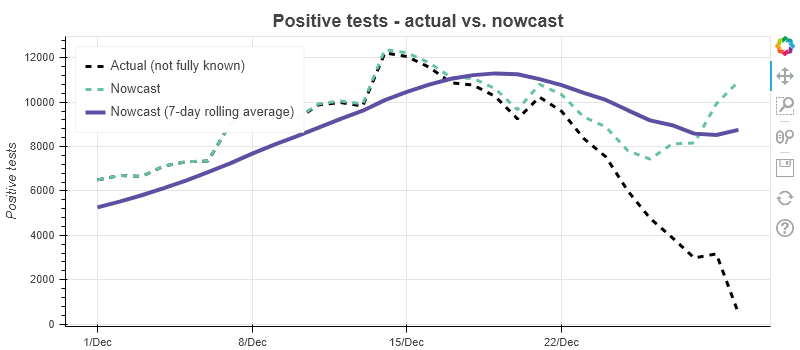 Positive tests - actual vs. nowcast
Actual (not fully known)
Nowcast
Nowcast (7-day rolling average)
Positive tests
12000
10000
8000
6000
4000
2000
0
1/Dec
8/Dec
15/Dec
22/Dec